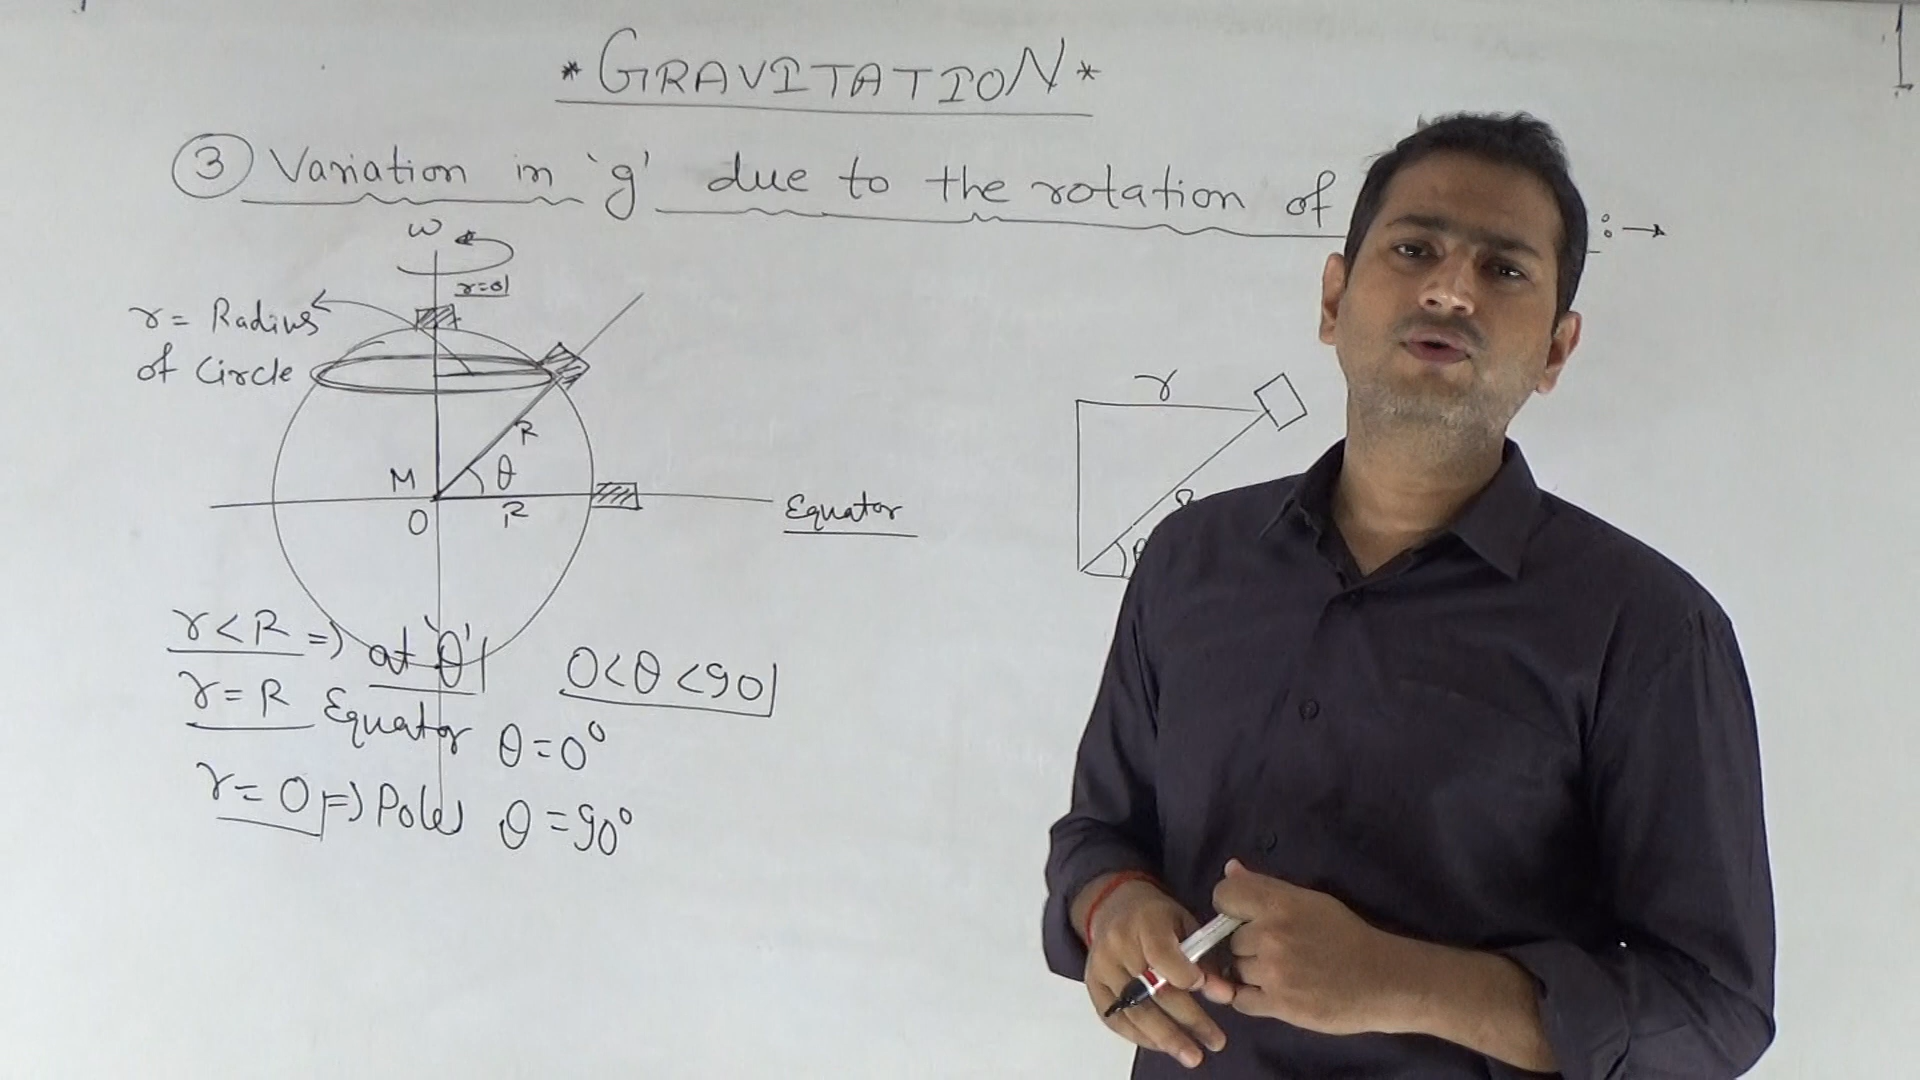 * GRAVITATION *
③ Variation in 'g' due to the rotation of :→
ω
r=0
r = Radius
of Circle
R
M
θ
O
R
Equator
r
R
θ
r < R => at 'θ'
0<θ<90
r = R Equator θ=0°
r = 0 => Poles θ = 90°